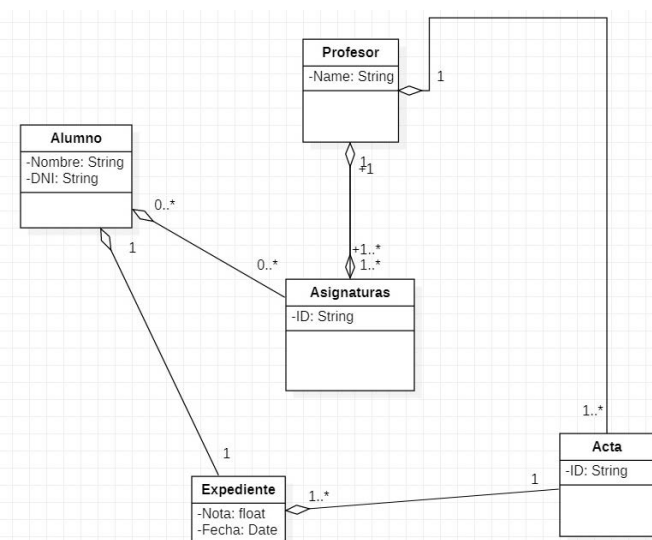 Profesor
-Name: String
1
Alumno
-Nombre: String
-DNI: String
1
+1
0..*
1
+1..*
0..*
1..*
Asignaturas
-ID: String
1..*
Acta
1
-ID: String
1
Expediente
1..*
-Nota: float
-Fecha: Date